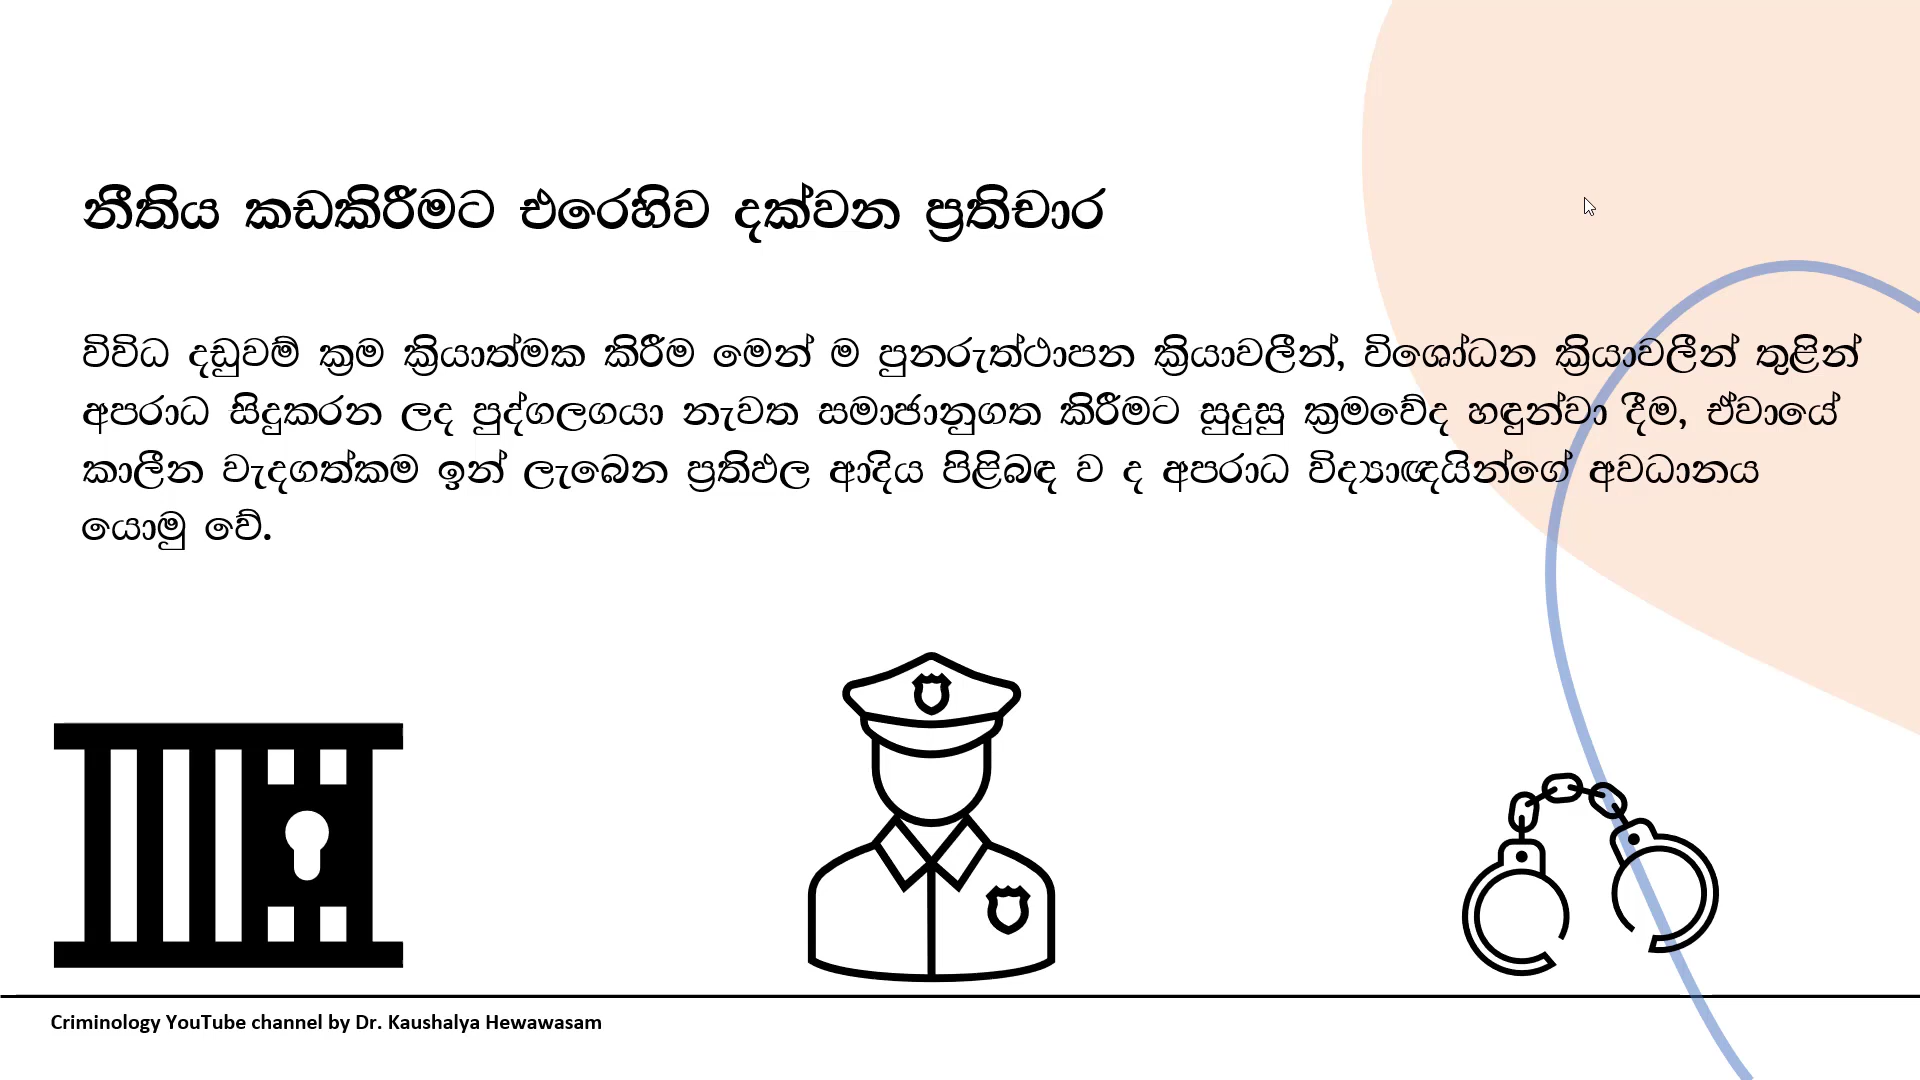 නීතිය කඩකිරීමට එරෙහිව දක්වන ප්‍රතිචාර
විවිධ දඩුවම් ක්‍රම ක්‍රියාත්මක කිරීම මෙන් ම පුනරුත්ථාපන ක්‍රියාවලීන්, විශෝධන ක්‍රියාවලීන් තුළින්
අපරාධ සිදුකරන ලද පුද්ගලගයා නැවත සමාජානුගත කිරීමට සුදුසු ක්‍රමවේද හඳුන්වා දීම, ඒවායේ
කාලීන වැදගත්කම ඉන් ලැබෙන ප්‍රතිඵල ආදිය පිළිබඳ ව ද අපරාධ විද්‍යාඥයින්ගේ අවධානය
යොමු වේ.
Criminology YouTube channel by Dr. Kaushalya Hewawasam